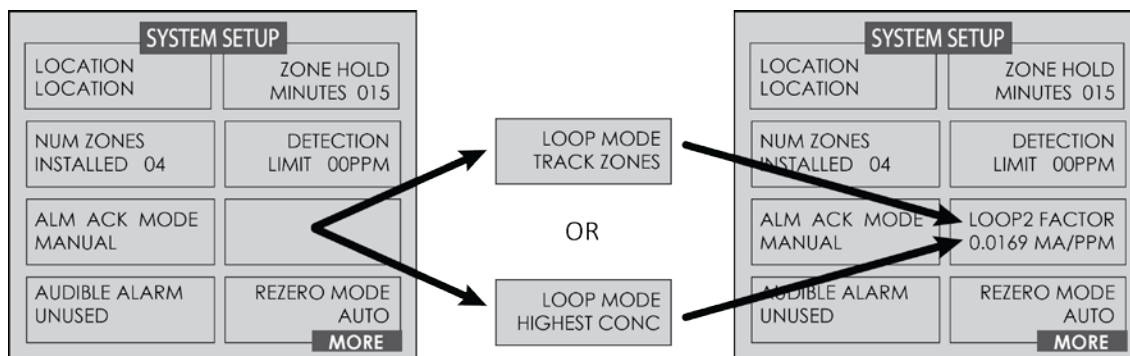 SYSTEM SETUP
LOCATION
LOCATION
ZONE HOLD
MINUTES 015
NUM ZONES
INSTALLED 04
DETECTION
LIMIT 00PPM
ALM ACK MODE
MANUAL
AUDIBLE ALARM
UNUSED
REZERO MODE
AUTO
MORE
LOOP MODE
TRACK ZONES
OR
LOOP MODE
HIGHEST CONC
SYSTEM SETUP
LOCATION
LOCATION
ZONE HOLD
MINUTES 015
NUM ZONES
INSTALLED 04
DETECTION
LIMIT 00PPM
ALM ACK MODE
MANUAL
LOOP2 FACTOR
0.0169 MA/PPM
AUDIBLE ALARM
UNUSED
REZERO MODE
AUTO
MORE